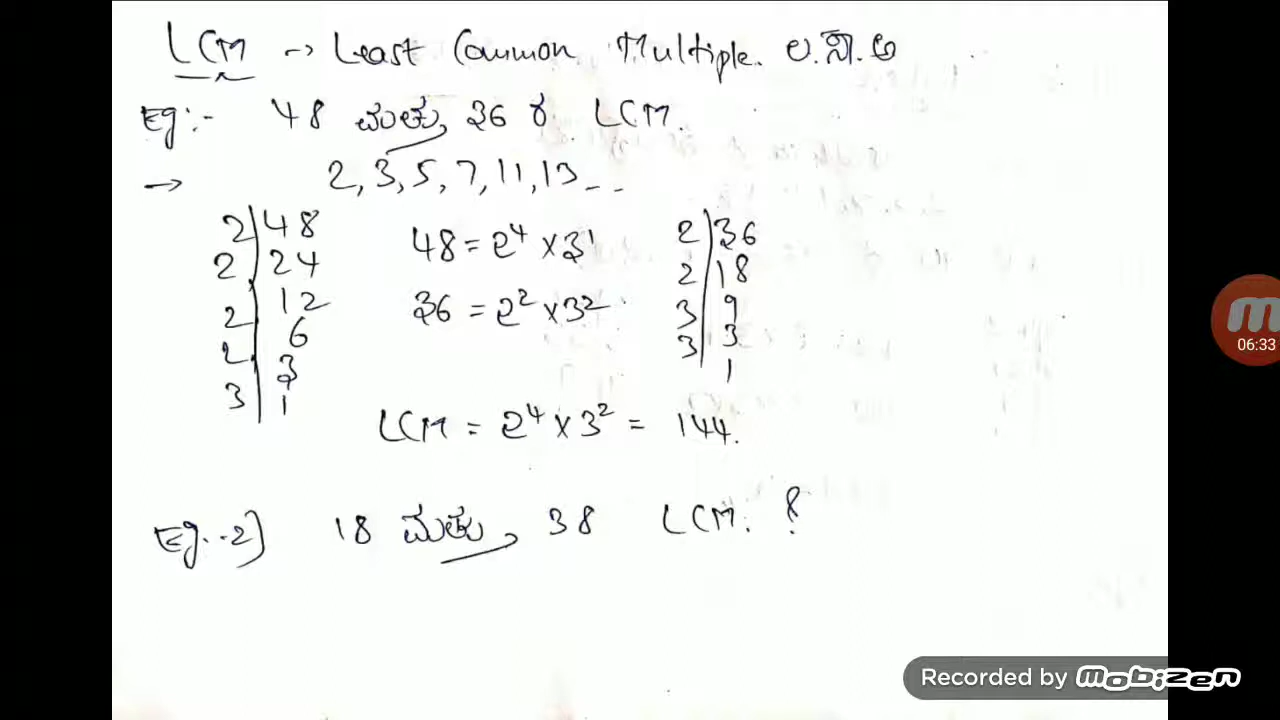 LCM → Least Common Multiple. ಲ.ಸಾ.ಅ
Eg:- 48 ಮತ್ತು 36 ರ LCM.
→ 2, 3, 5, 7, 11, 13 - -
2 | 48
2 | 24
2 | 12
2 | 6
3 | 3
1
48 = 2⁴ × 3¹
36 = 2² × 3²
2 | 36
2 | 18
3 | 9
3 | 3
1
LCM = 2⁴ × 3² = 144.
Eg:-2) 18 ಮತ್ತು 38 LCM. ?
06:33
Recorded by mobizen